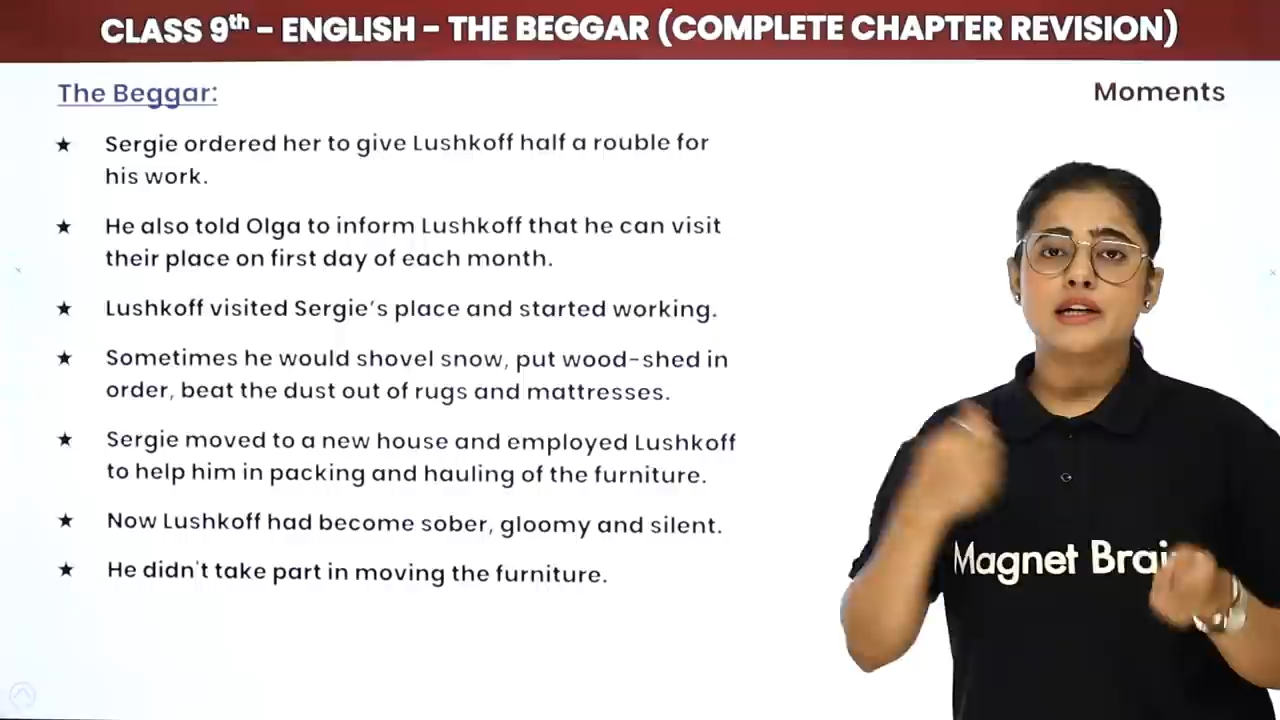 CLASS 9th - ENGLISH - THE BEGGAR (COMPLETE CHAPTER REVISION)
The Beggar:
Moments
★ Sergie ordered her to give Lushkoff half a rouble for
his work.
★ He also told Olga to inform Lushkoff that he can visit
their place on first day of each month.
★ Lushkoff visited Sergie's place and started working.
★ Sometimes he would shovel snow, put wood-shed in
order, beat the dust out of rugs and mattresses.
★ Sergie moved to a new house and employed Lushkoff
to help him in packing and hauling of the furniture.
★ Now Lushkoff had become sober, gloomy and silent.
★ He didn't take part in moving the furniture.
Magnet Brai